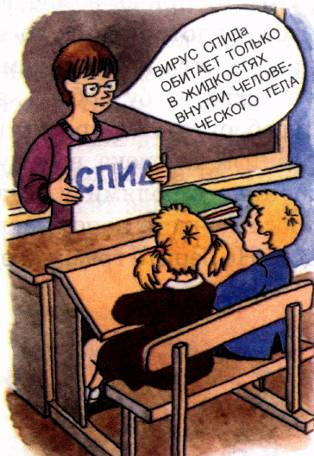 ВИРУС СПИДа
ОБИТАЕТ ТОЛЬКО
В ЖИДКОСТЯХ
ВНУТРИ ЧЕЛОВЕ-
ЧЕСКОГО ТЕЛА
СПИД